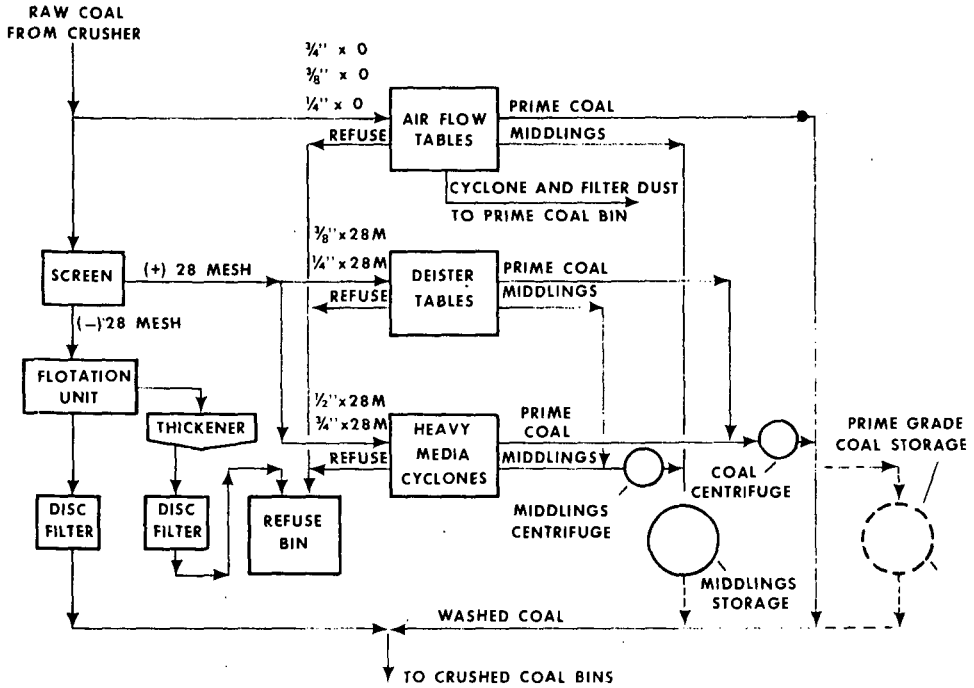 RAW COAL
FROM CRUSHER
¾" x 0
⅜" x 0
¼" x 0
AIR FLOW
TABLES
PRIME COAL
MIDDLINGS
REFUSE
CYCLONE AND FILTER DUST
TO PRIME COAL BIN
⅜" x 28M
¼" x 28M
REFUSE
SCREEN
(+) 28 MESH
DEISTER
TABLES
PRIME COAL
MIDDLINGS
(−) 28 MESH
FLOTATION
UNIT
THICKENER
½" x 28M
¾" x 28M
REFUSE
HEAVY
MEDIA
CYCLONES
PRIME
COAL
MIDDLINGS
PRIME GRADE
COAL STORAGE
COAL
CENTRIFUGE
MIDDLINGS
CENTRIFUGE
DISC
FILTER
DISC
FILTER
REFUSE
BIN
MIDDLINGS
STORAGE
WASHED COAL
TO CRUSHED COAL BINS